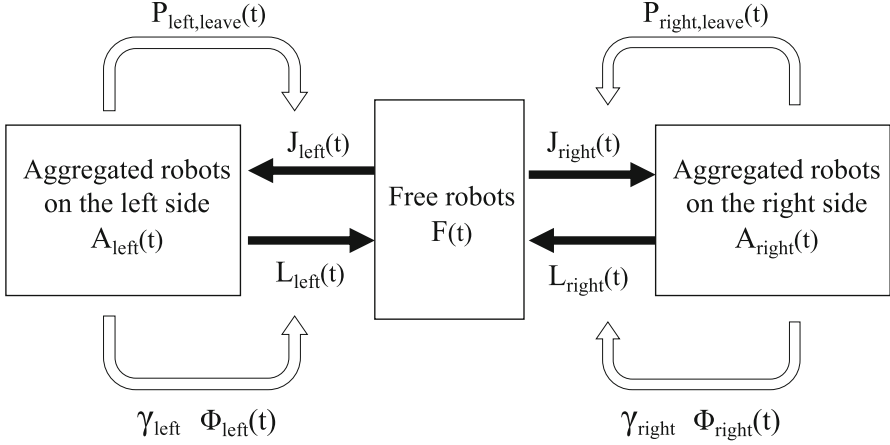 P_left,leave(t)
P_right,leave(t)
J_left(t)
J_right(t)
Aggregated robots
on the left side
A_left(t)
Free robots
F(t)
Aggregated robots
on the right side
A_right(t)
L_left(t)
L_right(t)
γ_left Φ_left(t)
γ_right Φ_right(t)